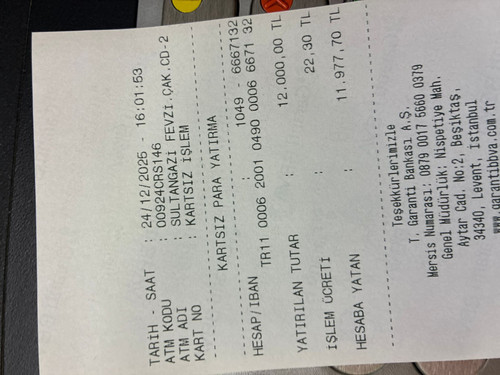 TARİH - SAAT : 24/12/2025 - 16:01:53
ATM KODU : 00924CRS146
ATM ADI : SULTANGAZİ FEVZİ.ÇAK.CD-2
KART NO : KARTSIZ İŞLEM
KARTSIZ PARA YATIRMA
HESAP/IBAN : 1049 - 6667132
TR11 0006 2001 0490 0006 6671 32
YATIRILAN TUTAR : 12.000,00 TL
İŞLEM ÜCRETİ : 22,30 TL
HESABA YATAN : 11.977,70 TL
Teşekkürlerimizle
T. Garanti Bankası A.Ş.
Mersis Numarası: 0879 0017 5660 0379
Genel Müdürlük: Nispetiye Mah.
Aytar Cad. No:2, Beşiktaş,
34340, Levent, İstanbul
www.garantibbva.com.tr